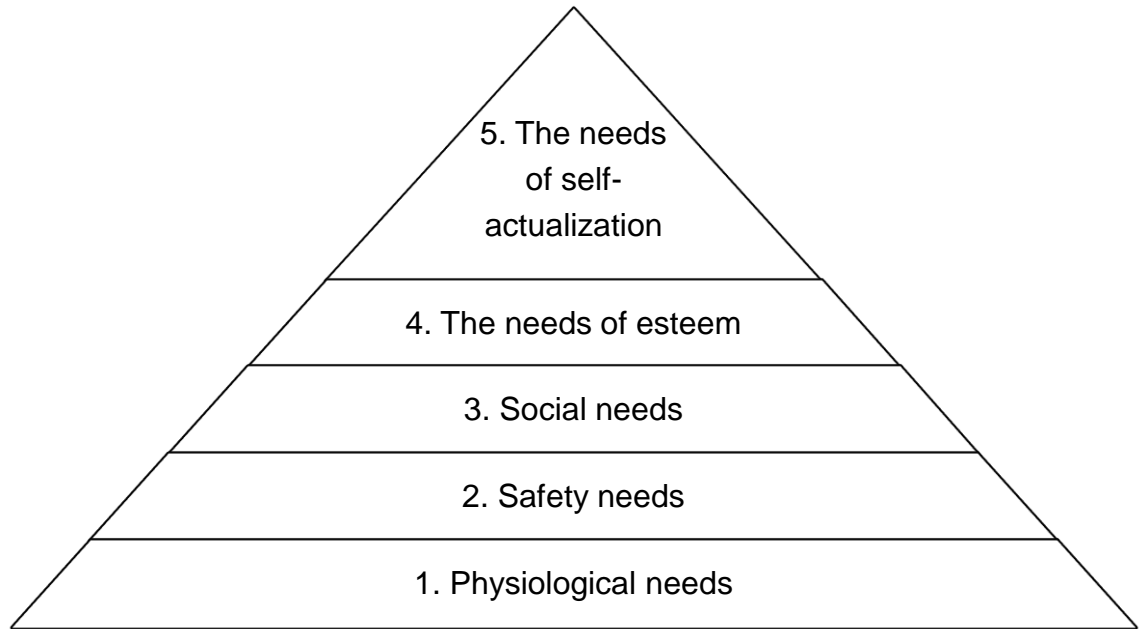 5. The needs
of self-
actualization
4. The needs of esteem
3. Social needs
2. Safety needs
1. Physiological needs